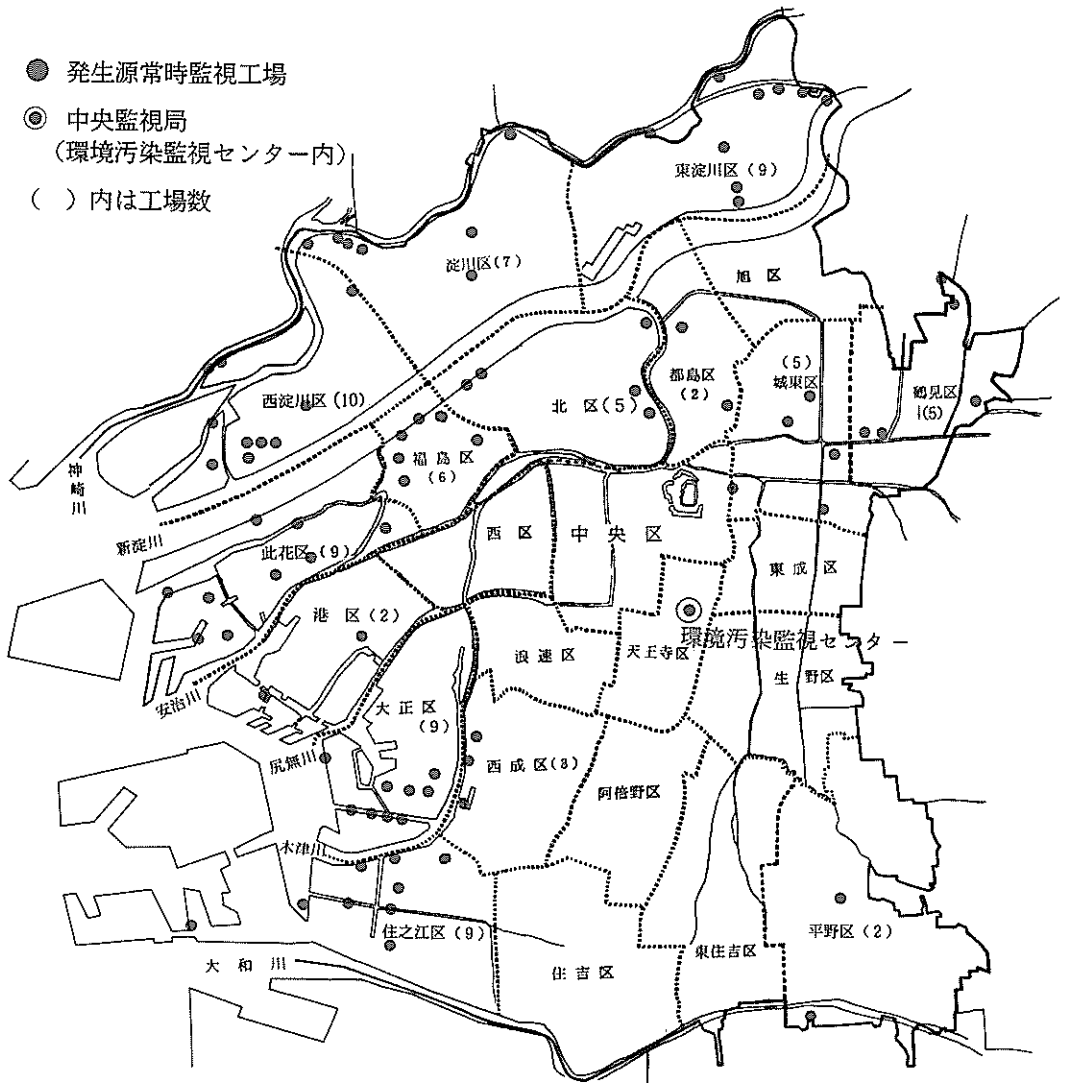 発生源常時監視工場
中央監視局
(環境汚染監視センター内)
( )内は工場数
東淀川区(9)
淀川区(7)
旭区
都島区
(2)
(5)
城東区
鶴見区
(5)
西淀川区(10)
北区(5)
福島区
(6)
神崎川
新淀川
此花区(9)
西区
中央区
東成区
港区(2)
環境汚染監視センター
浪速区
天王寺区
生野区
安治川
大正区
(9)
尻無川
西成区(3)
阿倍野区
木津川
住之江区(9)
平野区(2)
東住吉区
大和川
住吉区